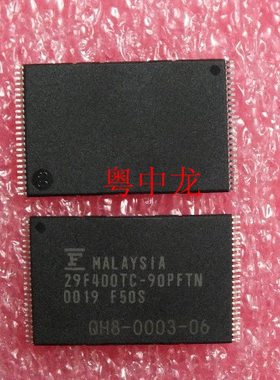 粤中龙
MALAYSIA
29F400TC-90PFTN
0019 F50S
QH8-0003-06